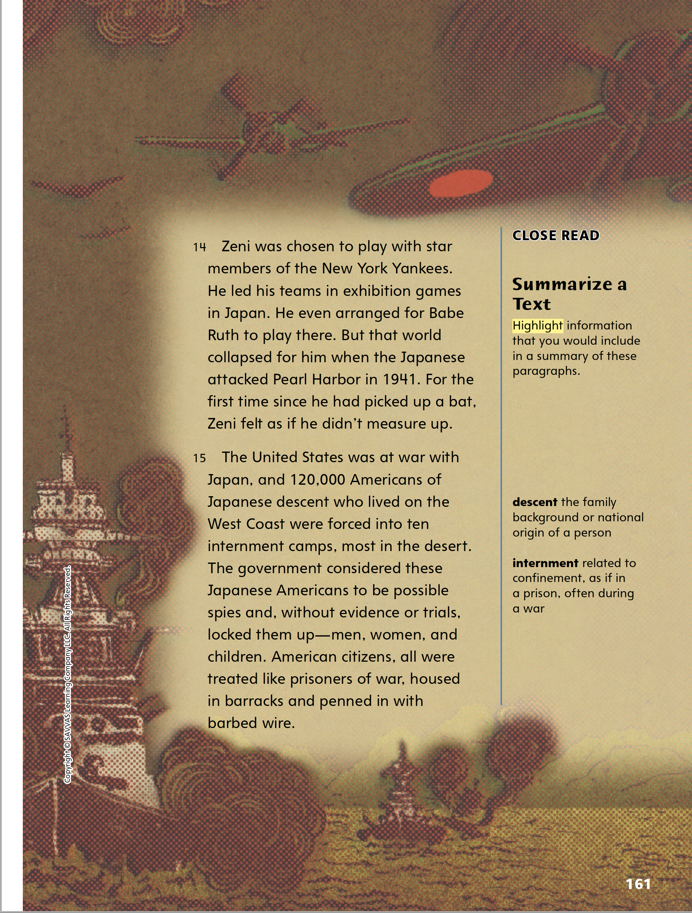 14 Zeni was chosen to play with star
members of the New York Yankees.
He led his teams in exhibition games
in Japan. He even arranged for Babe
Ruth to play there. But that world
collapsed for him when the Japanese
attacked Pearl Harbor in 1941. For the
first time since he had picked up a bat,
Zeni felt as if he didn't measure up.
15 The United States was at war with
Japan, and 120,000 Americans of
Japanese descent who lived on the
West Coast were forced into ten
internment camps, most in the desert.
The government considered these
Japanese Americans to be possible
spies and, without evidence or trials,
locked them up—men, women, and
children. American citizens, all were
treated like prisoners of war, housed
in barracks and penned in with
barbed wire.
CLOSE READ
Summarize a
Text
Highlight information
that you would include
in a summary of these
paragraphs.
descent the family
background or national
origin of a person
internment related to
confinement, as if in
a prison, often during
a war
Copyright © SAVVAS Learning Company LLC. All Rights Reserved.
161